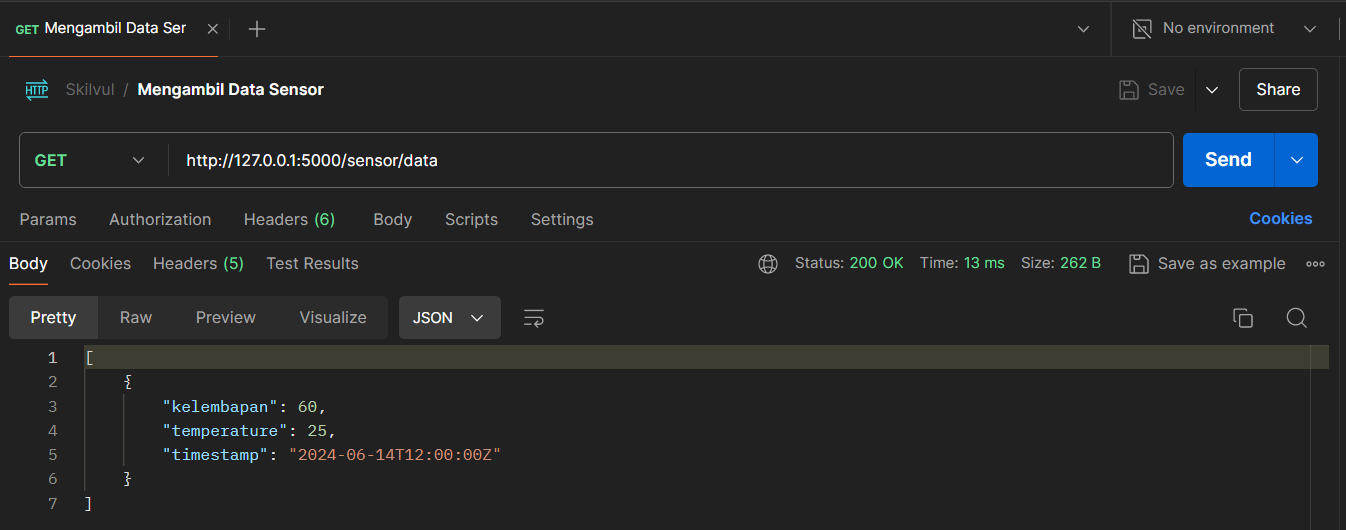 GET Mengambil Data Ser
No environment
HTTP Skilvul / Mengambil Data Sensor
Save
Share
GET
http://127.0.0.1:5000/sensor/data
Send
Params Authorization Headers (6) Body Scripts Settings
Cookies
Body Cookies Headers (5) Test Results
Status: 200 OK Time: 13 ms Size: 262 B
Save as example
Pretty Raw Preview Visualize
JSON
1 [
2 {
3 "kelembapan": 60,
4 "temperature": 25,
5 "timestamp": "2024-06-14T12:00:00Z"
6 }
7 ]